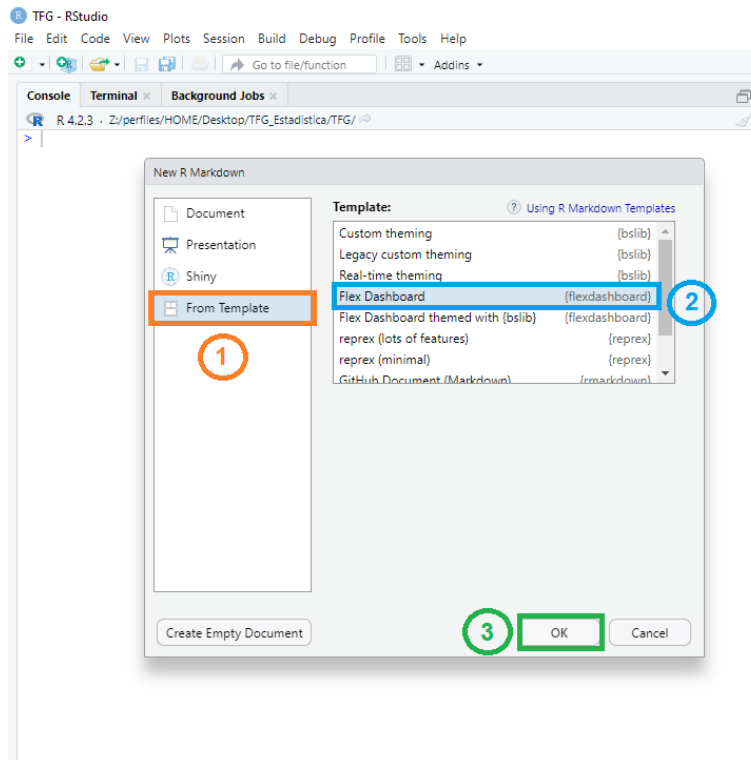 TFG - RStudio
File Edit Code View Plots Session Build Debug Profile Tools Help
Go to file/function Addins
Console Terminal Background Jobs
R 4.2.3 · Z:/perfiles/HOME/Desktop/TFG_Estadistica/TFG/
>
New R Markdown
Document
Presentation
Shiny
From Template
1
Template: Using R Markdown Templates
Custom theming {bslib}
Legacy custom theming {bslib}
Real-time theming {bslib}
Flex Dashboard {flexdashboard}
2
Flex Dashboard themed with {bslib} {flexdashboard}
reprex (lots of features) {reprex}
reprex (minimal) {reprex}
GitHub Document (Markdown) {rmarkdown}
Create Empty Document
3
OK
Cancel